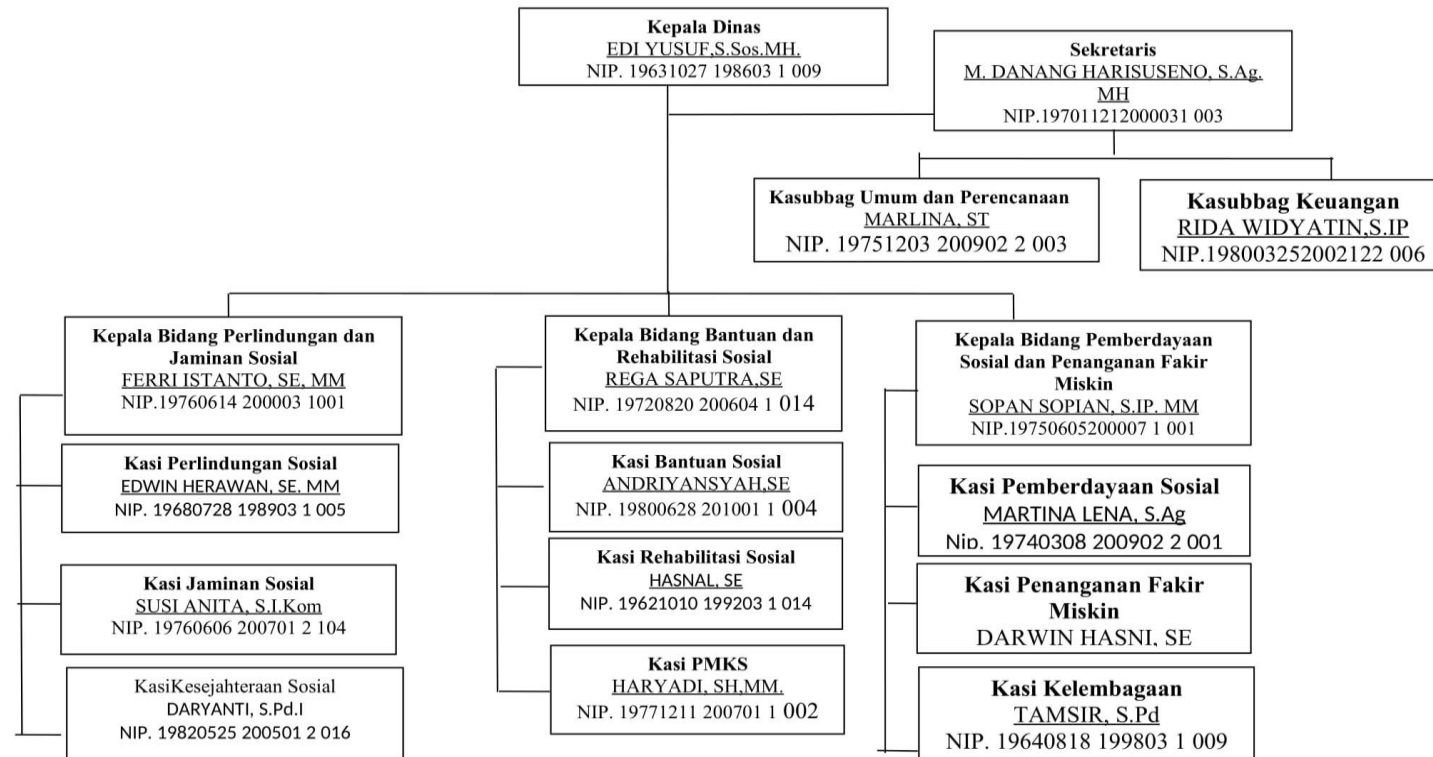 Kepala Dinas
EDI YUSUF,S.Sos.MH.
NIP. 19631027 198603 1 009
Sekretaris
M. DANANG HARISUSENO, S.Ag.
MH
NIP.197011212000031 003
Kasubbag Umum dan Perencanaan
MARLINA, ST
NIP. 19751203 200902 2 003
Kasubbag Keuangan
RIDA WIDYATIN,S.IP
NIP.198003252002122 006
Kepala Bidang Perlindungan dan
Jaminan Sosial
FERRI ISTANTO, SE, MM
NIP.19760614 200003 1001
Kasi Perlindungan Sosial
EDWIN HERAWAN, SE. MM
NIP. 19680728 198903 1 005
Kasi Jaminan Sosial
SUSI ANITA, S.I.Kom
NIP. 19760606 200701 2 104
KasiKesejahteraan Sosial
DARYANTI, S.Pd.I
NIP. 19820525 200501 2 016
Kepala Bidang Bantuan dan
Rehabilitasi Sosial
REGA SAPUTRA,SE
NIP. 19720820 200604 1 014
Kasi Bantuan Sosial
ANDRIYANSYAH,SE
NIP. 19800628 201001 1 004
Kasi Rehabilitasi Sosial
HASNAL, SE
NIP. 19621010 199203 1 014
Kasi PMKS
HARYADI, SH,MM.
NIP. 19771211 200701 1 002
Kepala Bidang Pemberdayaan
Sosial dan Penanganan Fakir
Miskin
SOPAN SOPIAN, S.IP. MM
NIP.19750605200007 1 001
Kasi Pemberdayaan Sosial
MARTINA LENA, S.Ag
Nip. 19740308 200902 2 001
Kasi Penanganan Fakir
Miskin
DARWIN HASNI, SE
Kasi Kelembagaan
TAMSIR, S.Pd
NIP. 19640818 199803 1 009